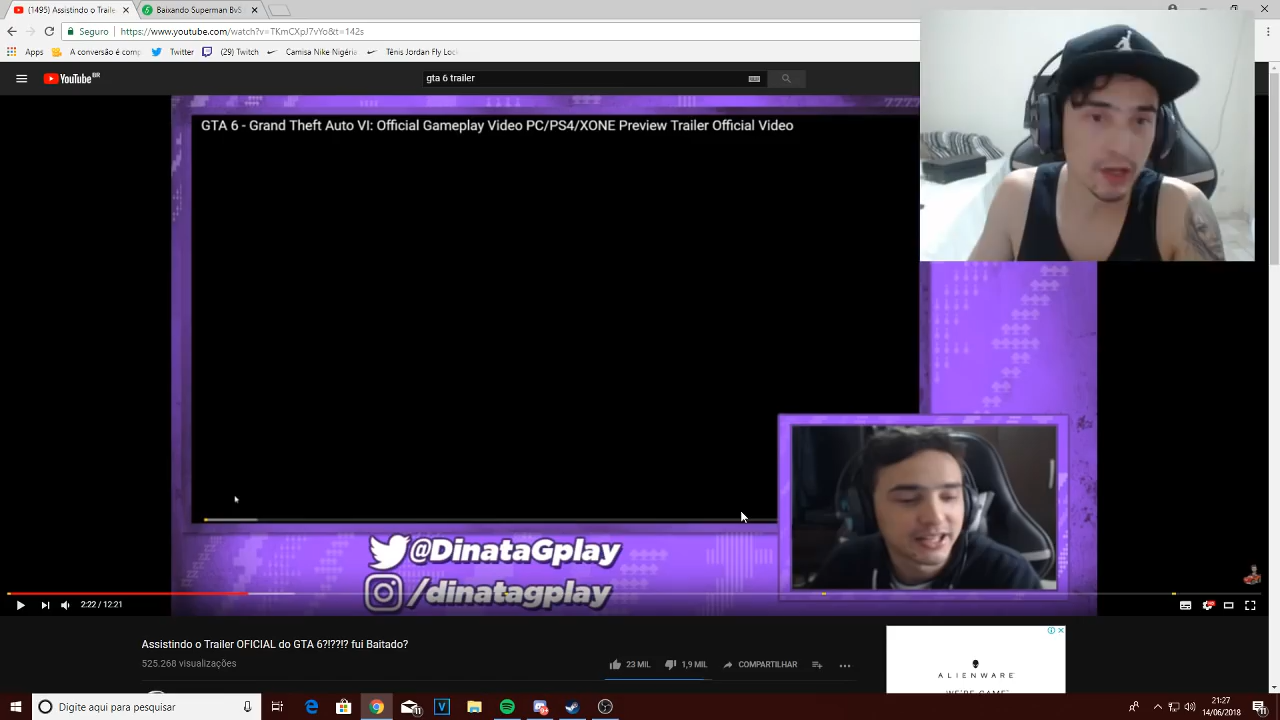 (1495) Assistindo o Traile
Baixando Superman BvS
Seguro
https://www.youtube.com/watch?v=TKmCXpJ7vYo&t=142s
Apps
A conversão é comp
Twitter
(29) Twitch
Camisa Nike Nigéria
Tênis Jordan Fly Loc
YouTube BR
gta 6 trailer
GTA 6 - Grand Theft Auto VI: Official Gameplay Video PC/PS4/XONE Preview Trailer Official Video
@DinataGplay
/dinatagplay
2:22 / 12:21
Assistindo o Trailer OFICIAL do GTA 6!?!?!? fui Baitado?
525.268 visualizações
23 MIL
1,9 MIL
COMPARTILHAR
ALIENWARE
WE'RE GAME
Digite aqui para pesquisar
21:27
14/06/2018